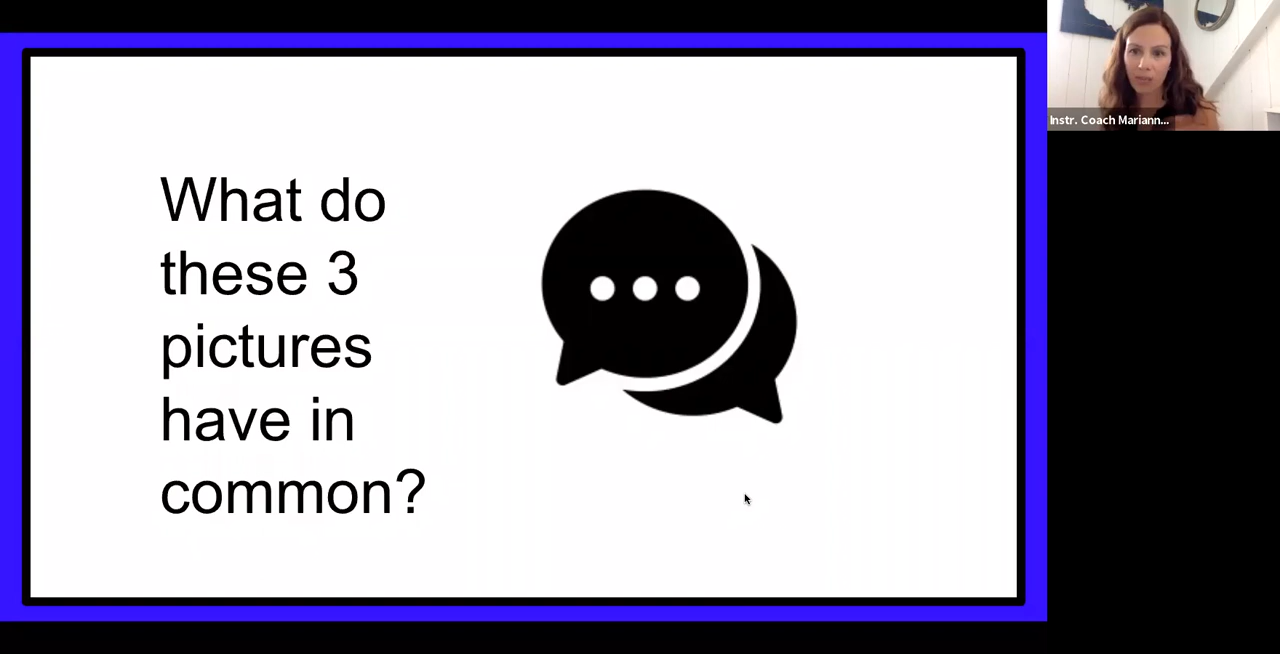 What do
these 3
pictures
have in
common?
Instr. Coach Mariann...